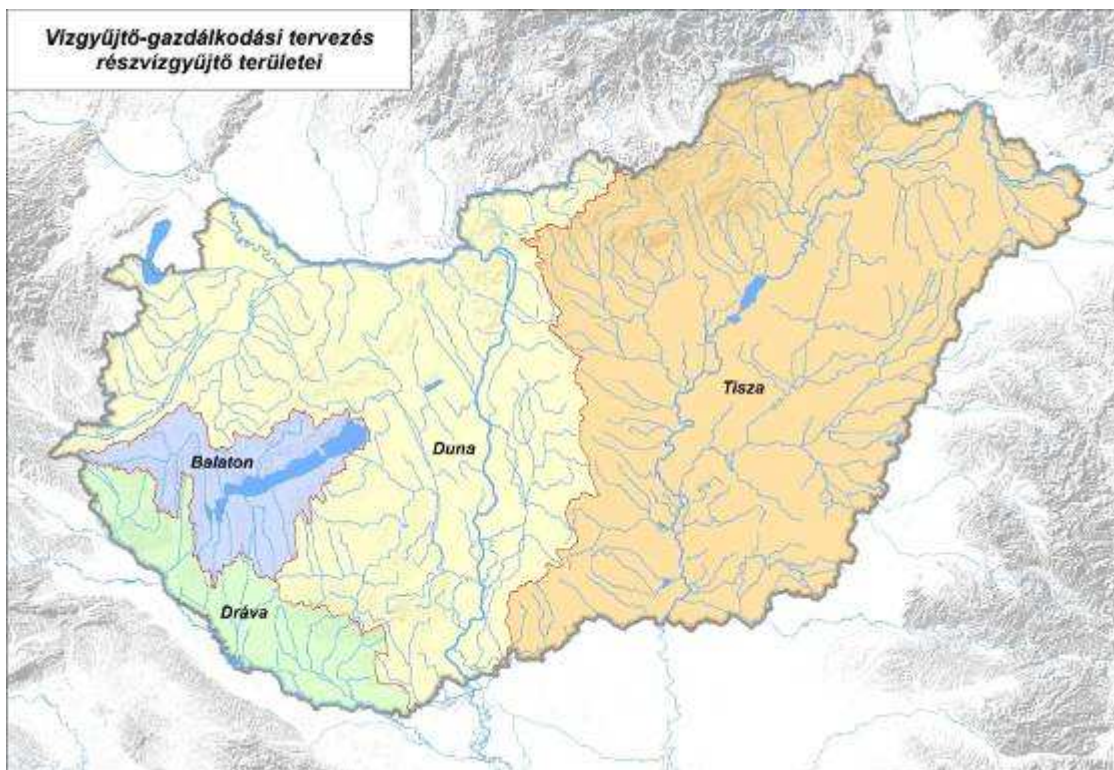 Vízgyűjtő-gazdálkodási tervezés
részvízgyűjtő területei
Tisza
Duna
Balaton
Dráva